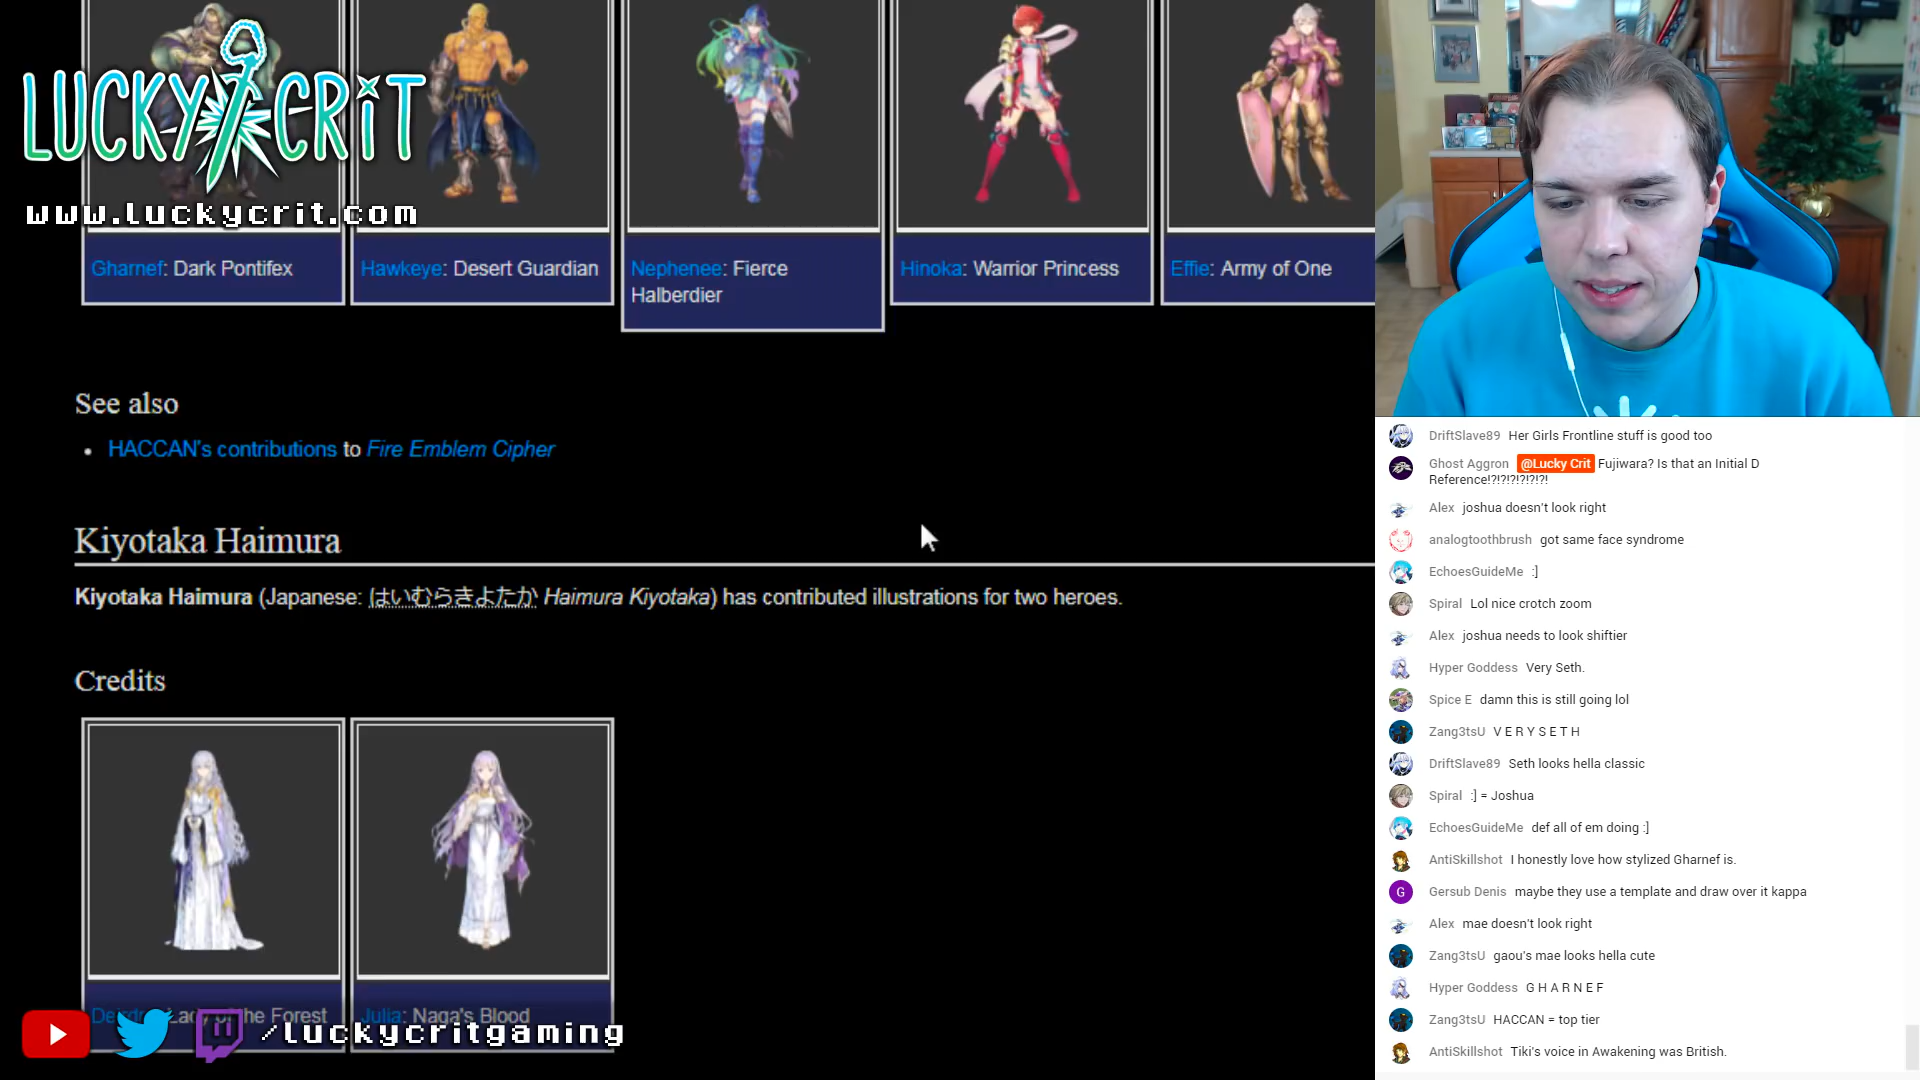 LUCKY CRIT
www.luckycrit.com
Gharnef: Dark Pontifex
Hawkeye: Desert Guardian
Nephenee: Fierce
Halberdier
Hinoka: Warrior Princess
Effie: Army of One
See also
• HACCAN's contributions to Fire Emblem Cipher
Kiyotaka Haimura
Kiyotaka Haimura (Japanese: はいむらきよたか Haimura Kiyotaka) has contributed illustrations for two heroes.
Credits
Lady of the Forest
Julia: Naga's Blood
/luckycritgaming
DriftSlave89 Her Girls Frontline stuff is good too
Ghost Aggron @Lucky Crit Fujiwara? Is that an Initial D
Reference!?!?!?!?!?!
Alex joshua doesn't look right
analogtoothbrush got same face syndrome
EchoesGuideMe :]
Spiral Lol nice crotch zoom
Alex joshua needs to look shiftier
Hyper Goddess Very Seth.
Spice E damn this is still going lol
Zang3tsU V E R Y S E T H
DriftSlave89 Seth looks hella classic
Spiral :] = Joshua
EchoesGuideMe def all of em doing :]
AntiSkillshot I honestly love how stylized Gharnef is.
G Gersub Denis maybe they use a template and draw over it kappa
Alex mae doesn't look right
Zang3tsU gaou's mae looks hella cute
Hyper Goddess G H A R N E F
Zang3tsU HACCAN = top tier
AntiSkillshot Tiki's voice in Awakening was British.